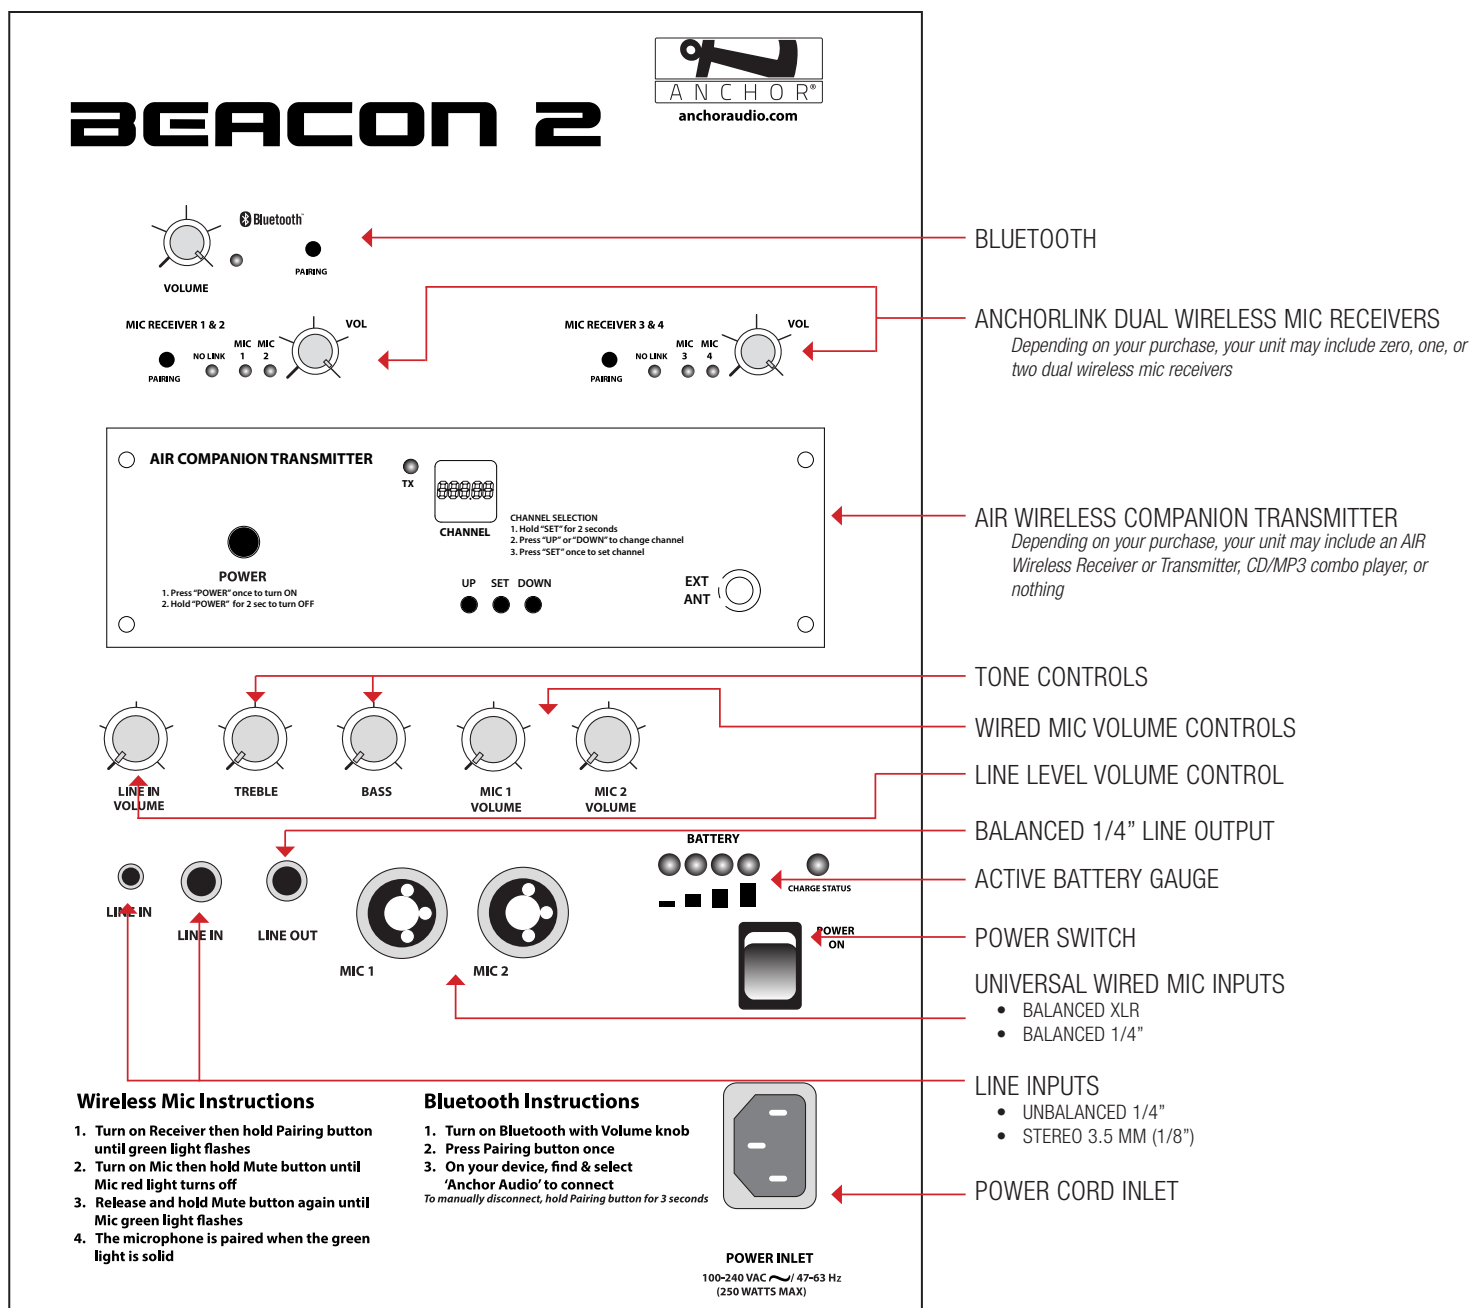 BEACON 2
ANCHOR®
anchoraudio.com
Bluetooth™
VOLUME
PAIRING
BLUETOOTH
MIC RECEIVER 1 & 2
PAIRING
NO LINK
MIC 1
MIC 2
VOL
MIC RECEIVER 3 & 4
PAIRING
NO LINK
MIC 3
MIC 4
VOL
ANCHORLINK DUAL WIRELESS MIC RECEIVERS
Depending on your purchase, your unit may include zero, one, or
two dual wireless mic receivers
AIR COMPANION TRANSMITTER
TX
CHANNEL
CHANNEL SELECTION
1. Hold "SET" for 2 seconds
2. Press "UP" or "DOWN" to change channel
3. Press "SET" once to set channel
POWER
1. Press "POWER" once to turn ON
2. Hold "POWER" for 2 sec to turn OFF
UP SET DOWN
EXT
ANT
AIR WIRELESS COMPANION TRANSMITTER
Depending on your purchase, your unit may include an AIR
Wireless Receiver or Transmitter, CD/MP3 combo player, or
nothing
TONE CONTROLS
WIRED MIC VOLUME CONTROLS
LINE LEVEL VOLUME CONTROL
LINE IN
VOLUME
TREBLE
BASS
MIC 1
VOLUME
MIC 2
VOLUME
BALANCED 1/4" LINE OUTPUT
BATTERY
CHARGE STATUS
ACTIVE BATTERY GAUGE
LINE IN
LINE IN
LINE OUT
MIC 1
MIC 2
POWER
ON
POWER SWITCH
UNIVERSAL WIRED MIC INPUTS
• BALANCED XLR
• BALANCED 1/4"
LINE INPUTS
• UNBALANCED 1/4"
• STEREO 3.5 MM (1/8")
Wireless Mic Instructions
1. Turn on Receiver then hold Pairing button
until green light flashes
2. Turn on Mic then hold Mute button until
Mic red light turns off
3. Release and hold Mute button again until
Mic green light flashes
4. The microphone is paired when the green
light is solid
Bluetooth Instructions
1. Turn on Bluetooth with Volume knob
2. Press Pairing button once
3. On your device, find & select
'Anchor Audio' to connect
To manually disconnect, hold Pairing button for 3 seconds
POWER CORD INLET
POWER INLET
100-240 VAC ∼/ 47-63 Hz
(250 WATTS MAX)